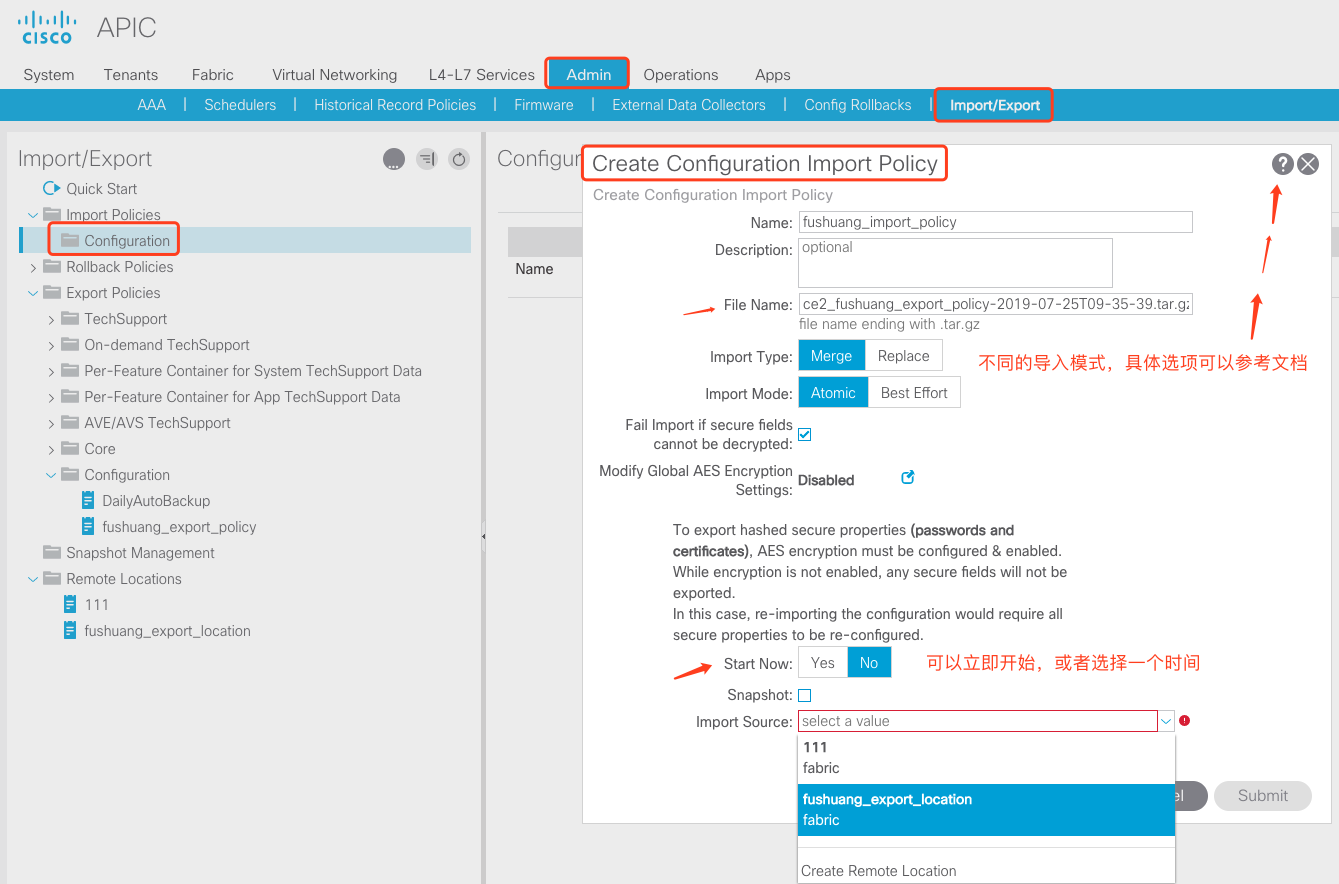 CISCO
APIC
System Tenants Fabric Virtual Networking L4-L7 Services Admin Operations Apps
AAA | Schedulers | Historical Record Policies | Firmware | External Data Collectors | Config Rollbacks | Import/Export
Import/Export
Quick Start
Import Policies
Configuration
Rollback Policies
Export Policies
TechSupport
On-demand TechSupport
Per-Feature Container for System TechSupport Data
Per-Feature Container for App TechSupport Data
AVE/AVS TechSupport
Core
Configuration
DailyAutoBackup
fushuang_export_policy
Snapshot Management
Remote Locations
111
fushuang_export_location
Name
Create Configuration Import Policy
Create Configuration Import Policy
Name: fushuang_import_policy
Description: optional
File Name: ce2_fushuang_export_policy-2019-07-25T09-35-39.tar.gz
file name ending with .tar.gz
Import Type: Merge Replace
不同的导入模式，具体选项可以参考文档
Import Mode: Atomic Best Effort
Fail Import if secure fields
cannot be decrypted:
Modify Global AES Encryption
Settings: Disabled
To export hashed secure properties (passwords and
certificates), AES encryption must be configured & enabled.
While encryption is not enabled, any secure fields will not be
exported.
In this case, re-importing the configuration would require all
secure properties to be re-configured.
Start Now: Yes No
可以立即开始，或者选择一个时间
Snapshot:
Import Source: select a value
111
fabric
fushuang_export_location
fabric
Submit
Create Remote Location